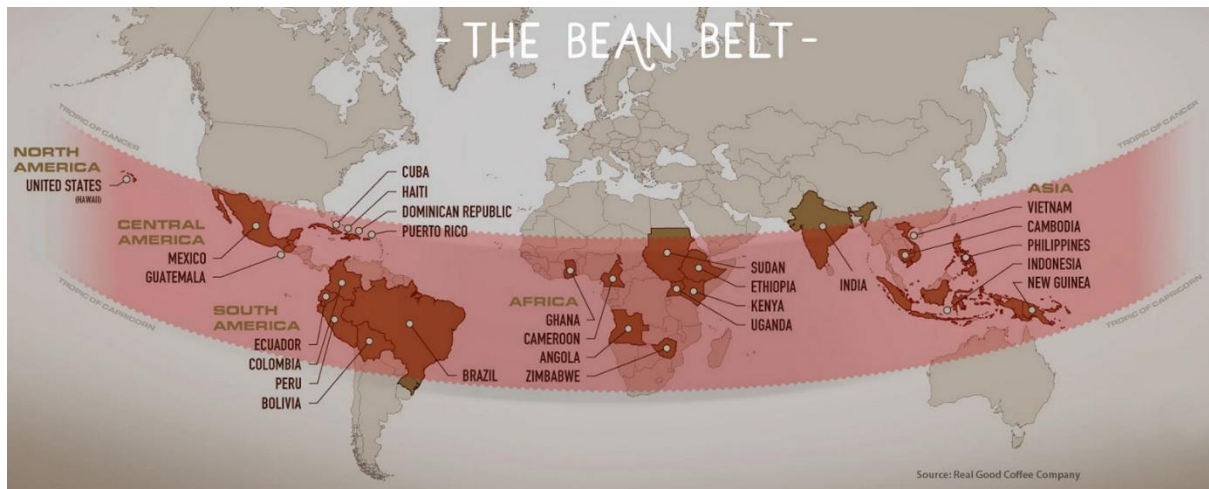 - THE BEAN BELT -
TROPIC OF CANCER
TROPIC OF CANCER
NORTH
AMERICA
UNITED STATES
(HAWAII)
CENTRAL
AMERICA
MEXICO
GUATEMALA
CUBA
HAITI
DOMINICAN REPUBLIC
PUERTO RICO
TROPIC OF CAPRICORN
SOUTH
AMERICA
ECUADOR
COLOMBIA
PERU
BOLIVIA
BRAZIL
AFRICA
GHANA
CAMEROON
ANGOLA
ZIMBABWE
SUDAN
ETHIOPIA
KENYA
UGANDA
INDIA
ASIA
VIETNAM
CAMBODIA
PHILIPPINES
INDONESIA
NEW GUINEA
TROPIC OF CAPRICORN
Source: Real Good Coffee Company